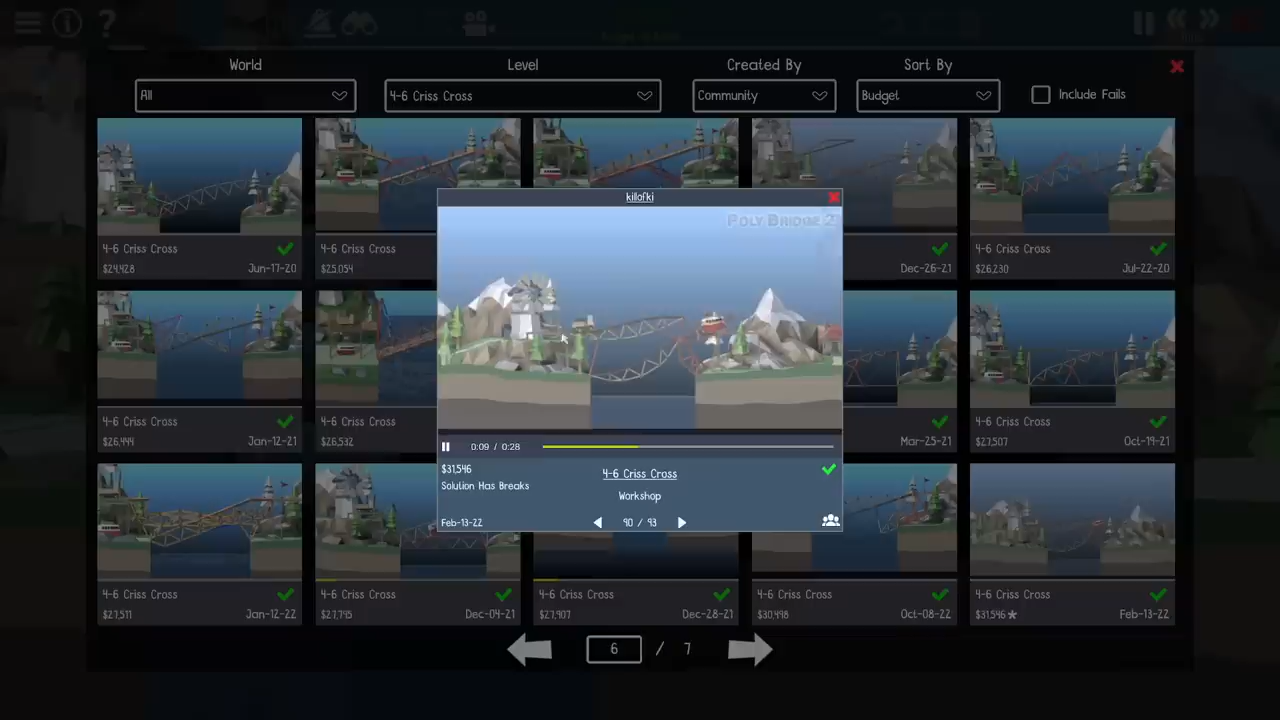 World
Level
Created By
Sort By
All
4-6 Criss Cross
Community
Budget
Include Fails
killafki
POLY BRIDGE 2
4-6 Criss Cross
$24,428 Jun-17-20
4-6 Criss Cross
$25,054
Dec-26-21
4-6 Criss Cross
$26,230 Jul-22-20
4-6 Criss Cross
$26,444 Jan-12-21
4-6 Criss Cross
$26,532
Mar-25-21
4-6 Criss Cross
$27,507 Oct-19-21
0:09 / 0:28
$31,546
4-6 Criss Cross
Solution Has Breaks
Workshop
Feb-13-22
90 / 93
4-6 Criss Cross
$27,511 Jan-12-22
4-6 Criss Cross
$27,795 Dec-04-21
4-6 Criss Cross
$27,907 Dec-28-21
4-6 Criss Cross
$30,498 Oct-08-22
4-6 Criss Cross
$31,546 Feb-13-22
6 / 7